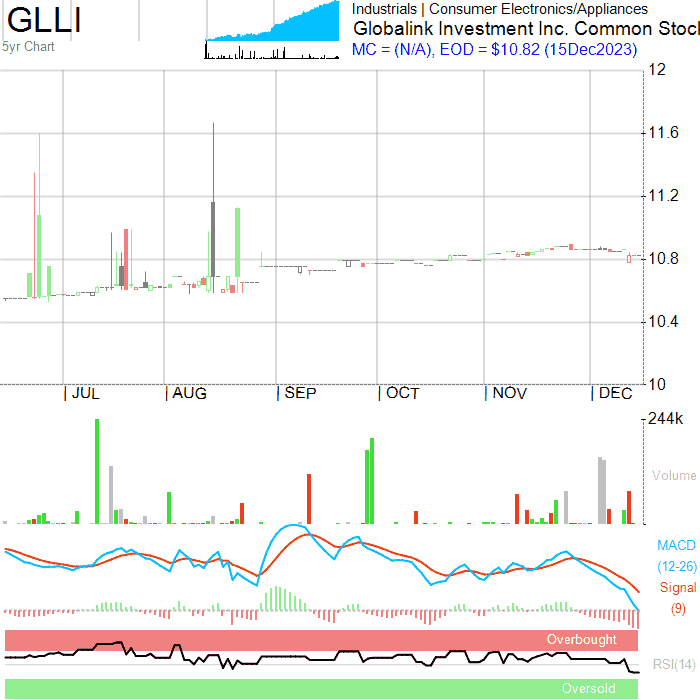 GLLI
5yr Chart
Industrials | Consumer Electronics/Appliances
Globalink Investment Inc. Common Stoc
MC = (N/A), EOD = $10.82 (15Dec2023)
12
11.6
11.2
10.8
10.4
10
JUL AUG SEP OCT NOV DEC
244k
Volume
MACD
(12-26)
Signal
(9)
Overbought
RSI(14)
Oversold